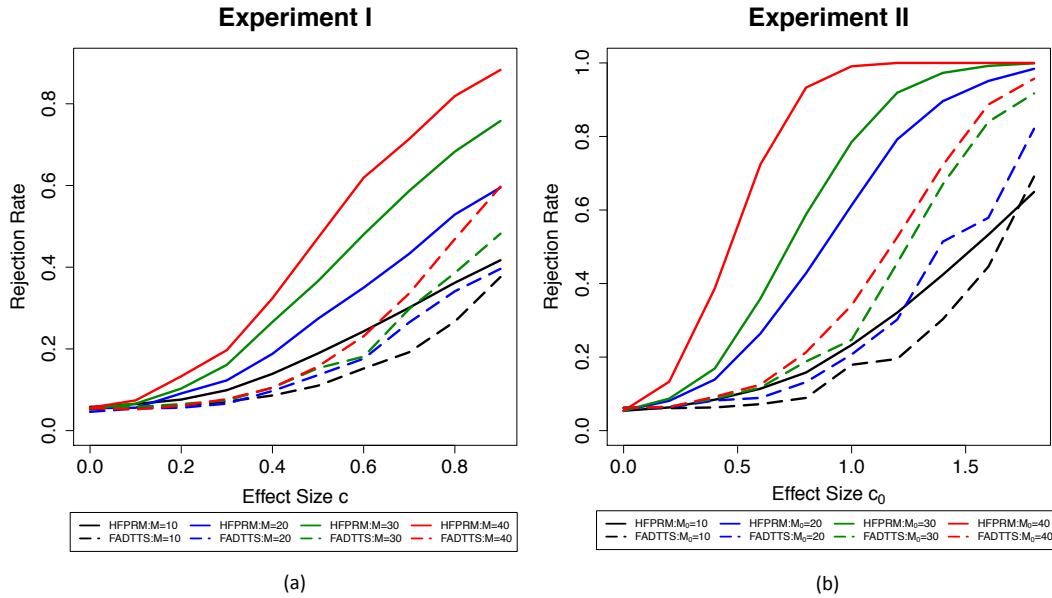 Experiment I
Experiment II
Rejection Rate
0.0 0.2 0.4 0.6 0.8
0.0 0.2 0.4 0.6 0.8
Effect Size c
HFPRM:M=10 HFPRM:M=20 HFPRM:M=30 HFPRM:M=40
FADTTS:M=10 FADTTS:M=20 FADTTS:M=30 FADTTS:M=40
(a)
Rejection Rate
0.0 0.2 0.4 0.6 0.8 1.0
0.0 0.5 1.0 1.5
Effect Size c₀
HFPRM:M₀=10 HFPRM:M₀=20 HFPRM:M₀=30 HFPRM:M₀=40
FADTTS:M₀=10 FADTTS:M₀=20 FADTTS:M₀=30 FADTTS:M₀=40
(b)